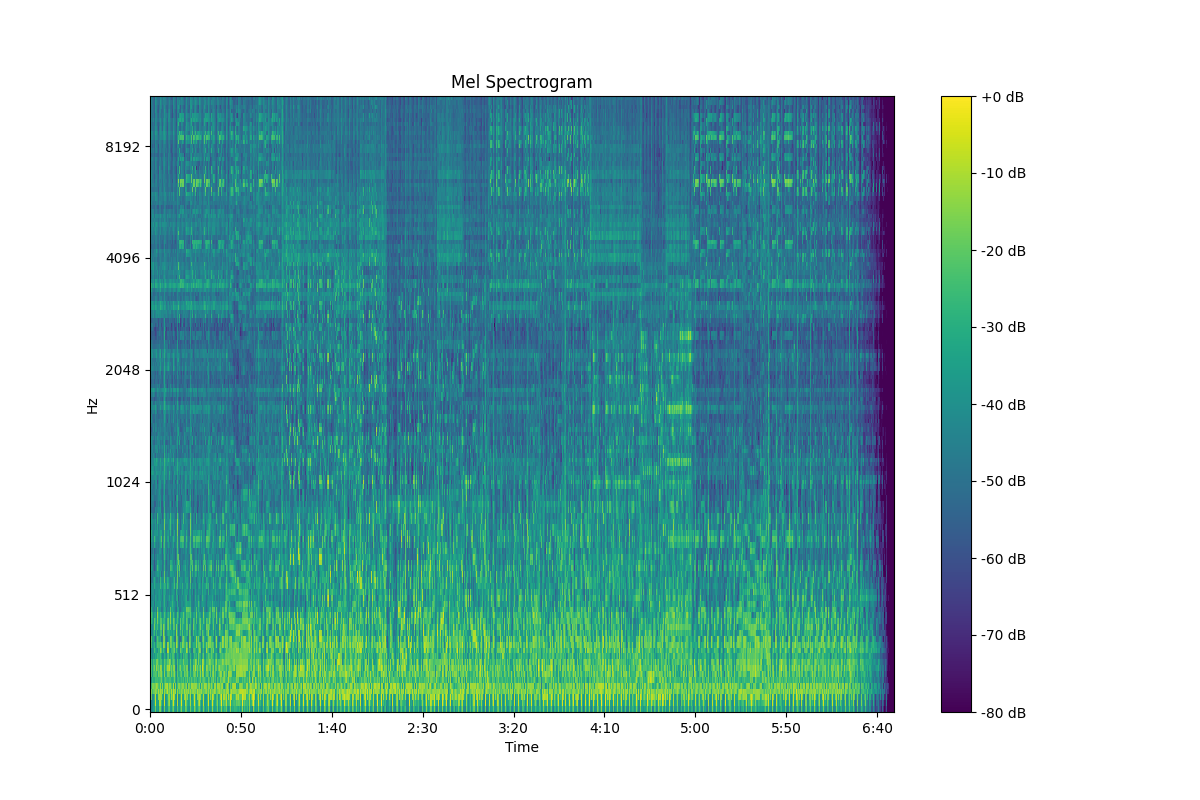 Mel Spectrogram
+0 dB
8192
-10 dB
-20 dB
4096
-30 dB
2048
Hz
-40 dB
1024
-50 dB
-60 dB
512
-70 dB
0
-80 dB
0:00 0:50 1:40 2:30 3:20 4:10 5:00 5:50 6:40
Time